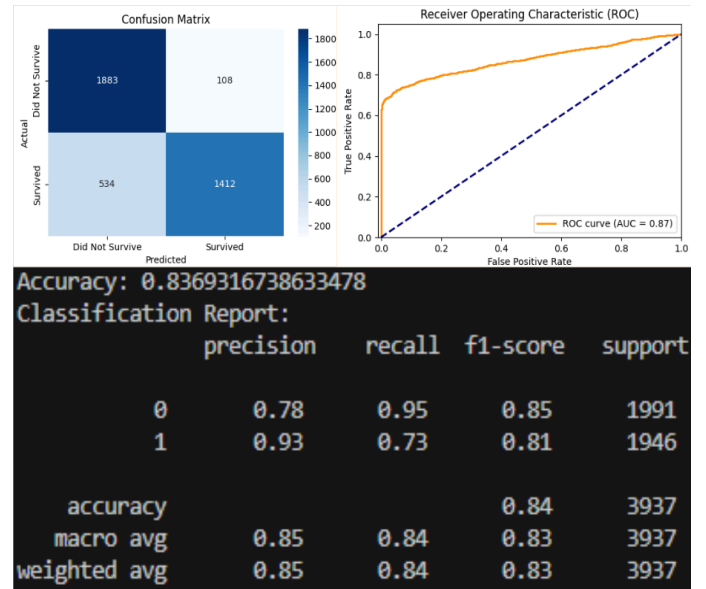 Confusion Matrix
Actual
Did Not Survive
Survived
1883 108
534 1412
Did Not Survive Survived
Predicted
1800
1600
1400
1200
1000
800
600
400
200
Receiver Operating Characteristic (ROC)
True Positive Rate
1.0
0.8
0.6
0.4
0.2
0.0
ROC curve (AUC = 0.87)
0.0 0.2 0.4 0.6 0.8 1.0
False Positive Rate
Accuracy: 0.8369316738633478
Classification Report:
precision recall f1-score support
0 0.78 0.95 0.85 1991
1 0.93 0.73 0.81 1946
accuracy 0.84 3937
macro avg 0.85 0.84 0.83 3937
weighted avg 0.85 0.84 0.83 3937